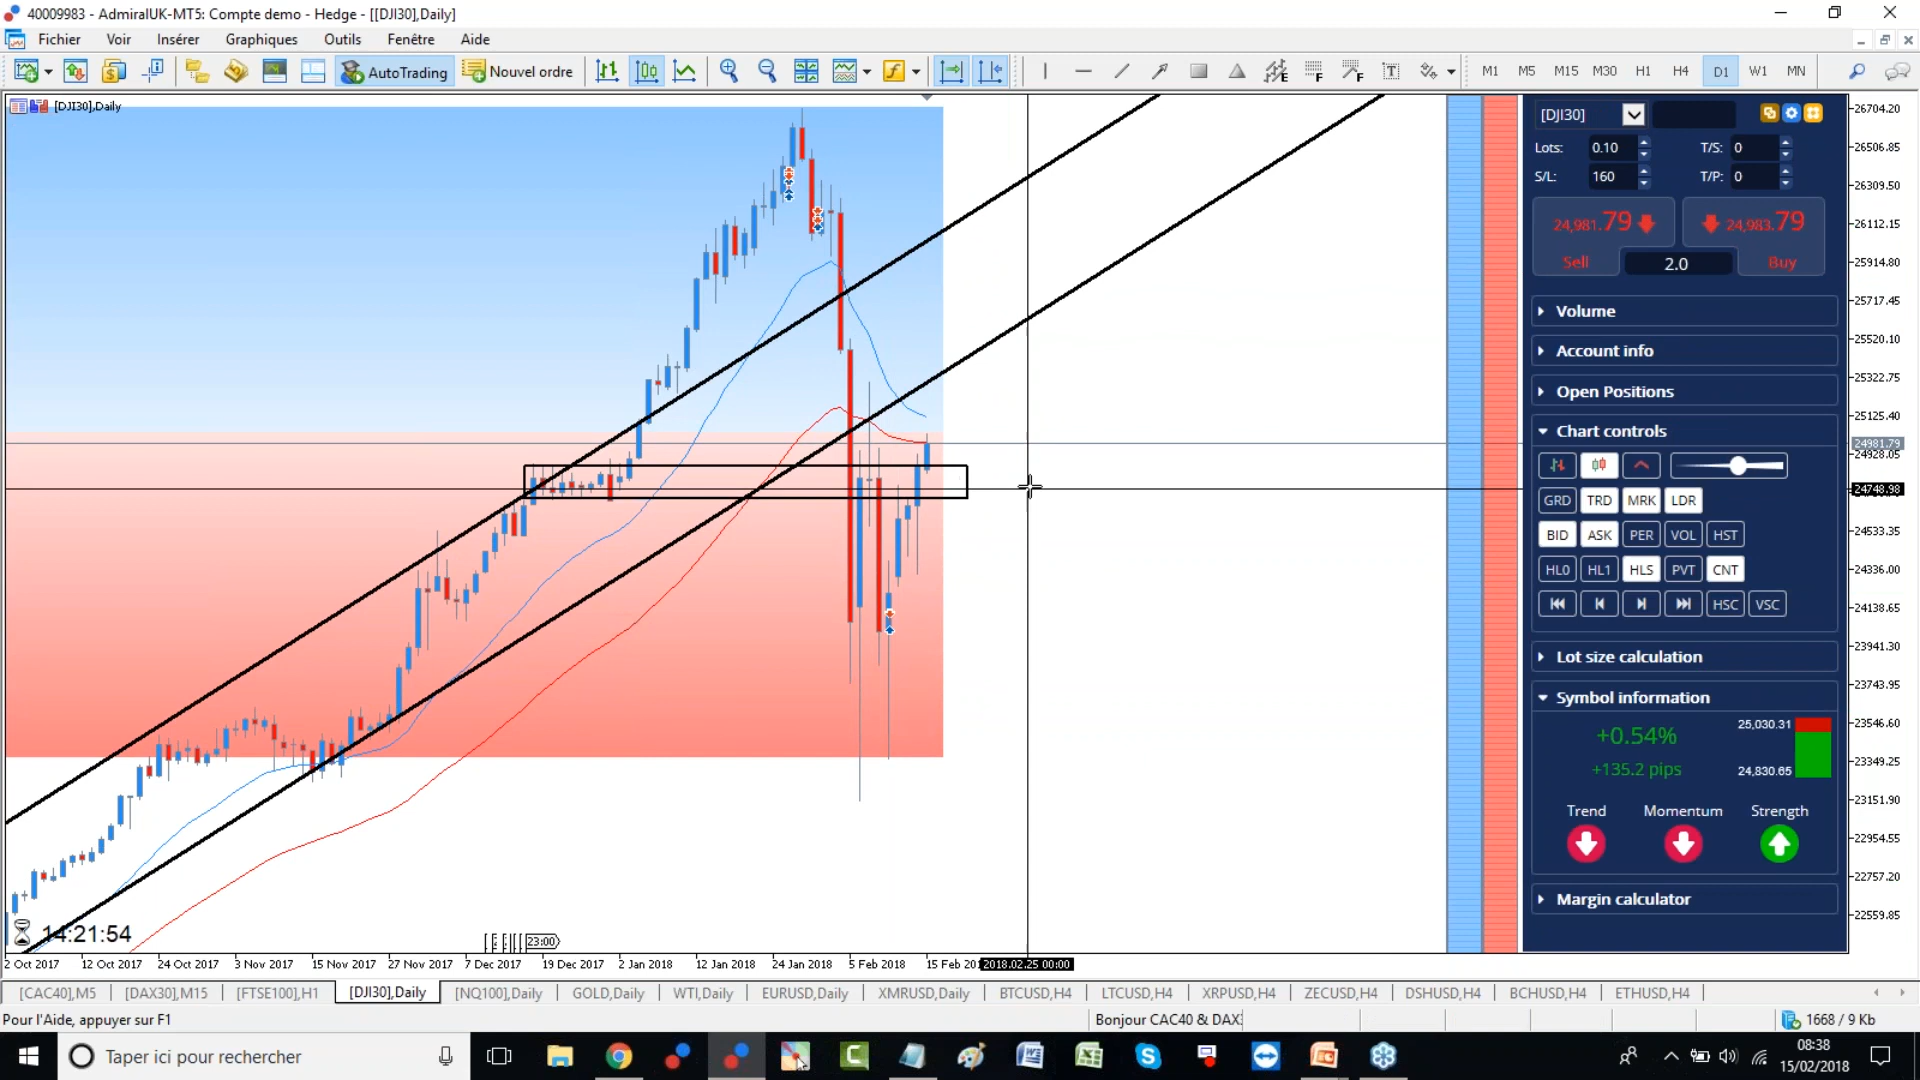 40009983 - AdmiralUK-MT5: Compte demo - Hedge - [[DJI30],Daily]
Fichier Voir Insérer Graphiques Outils Fenêtre Aide
AutoTrading Nouvel ordre M1 M5 M15 M30 H1 H4 D1 W1 MN
[DJI30],Daily
[DJI30]
Lots: 0.10 T/S: 0
S/L: 160 T/P: 0
24,981.79 24,983.79
Sell 2.0 Buy
Volume
Account info
Open Positions
Chart controls
GRD TRD MRK LDR
BID ASK PER VOL HST
HL0 HL1 HLS PVT CNT
HSC VSC
Lot size calculation
Symbol information
+0.54% 25,030.31
+135.2 pips 24,830.65
Trend Momentum Strength
Margin calculator
26704.20
26506.85
26309.50
26112.15
25914.80
25717.45
25520.10
25322.75
25125.40
24981.79
24928.05
24748.98
24533.35
24336.00
24138.65
23941.30
23743.95
23546.60
23349.25
23151.90
22954.55
22757.20
22559.85
14:21:54
23:00
2 Oct 2017 12 Oct 2017 24 Oct 2017 3 Nov 2017 15 Nov 2017 27 Nov 2017 7 Dec 2017 19 Dec 2017 2 Jan 2018 12 Jan 2018 24 Jan 2018 5 Feb 2018 15 Feb 2018.02.25 00:00
[CAC40],M5 [DAX30],M15 [FTSE100],H1 [DJI30],Daily [NQ100],Daily GOLD,Daily WTI,Daily EURUSD,Daily XMRUSD,Daily BTCUSD,H4 LTCUSD,H4 XRPUSD,H4 ZECUSD,H4 DSHUSD,H4 BCHUSD,H4 ETHUSD,H4
Pour l'Aide, appuyer sur F1 Bonjour CAC40 & DAX 1668 / 9 Kb
Taper ici pour rechercher
08:38
15/02/2018